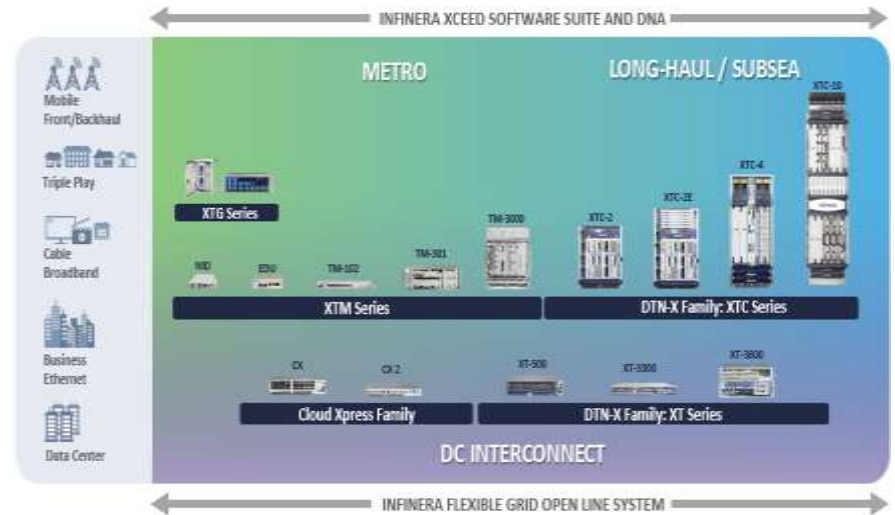 INFINERA XCEED SOFTWARE SUITE AND DNA
METRO
LONG-HAUL / SUBSEA
Mobile
Front/Backhaul
Triple Play
Cable
Broadband
Business
Ethernet
Data Center
XTG Series
NID
EDU
TM-102
TM-301
TM-3000
XTM Series
XTC-2
XTC-2E
XTC-4
XTC-10
DTN-X Family: XTC Series
CX
CX 2
Cloud Xpress Family
XT-500
XT-3300
XT-3600
DTN-X Family: XT Series
DC INTERCONNECT
INFINERA FLEXIBLE GRID OPEN LINE SYSTEM